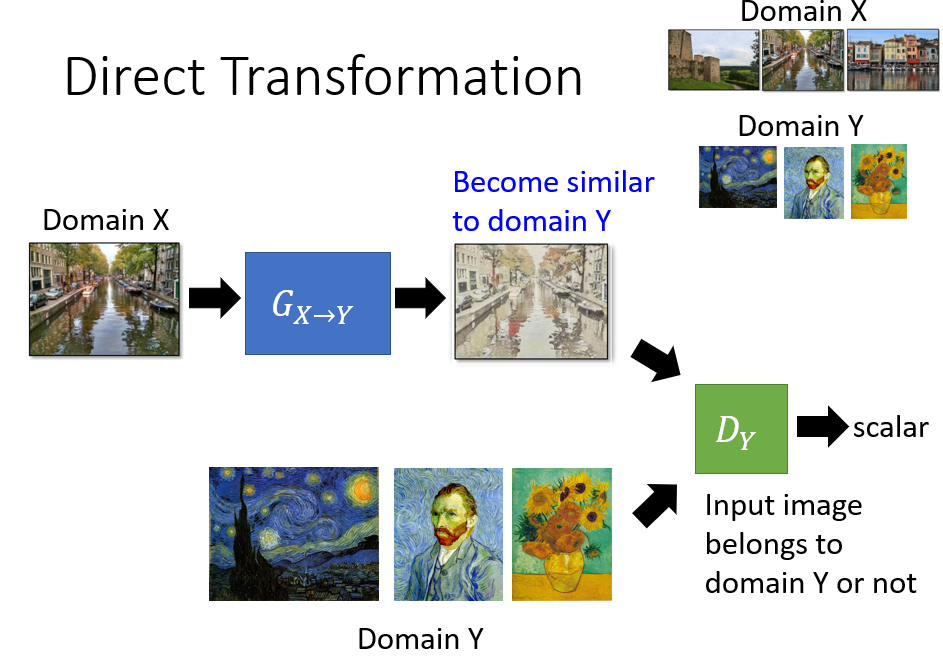 Domain X
Direct Transformation
Domain Y
Become similar
to domain Y
Domain X
G_{X→Y}
D_Y
scalar
Input image
belongs to
domain Y or not
Domain Y